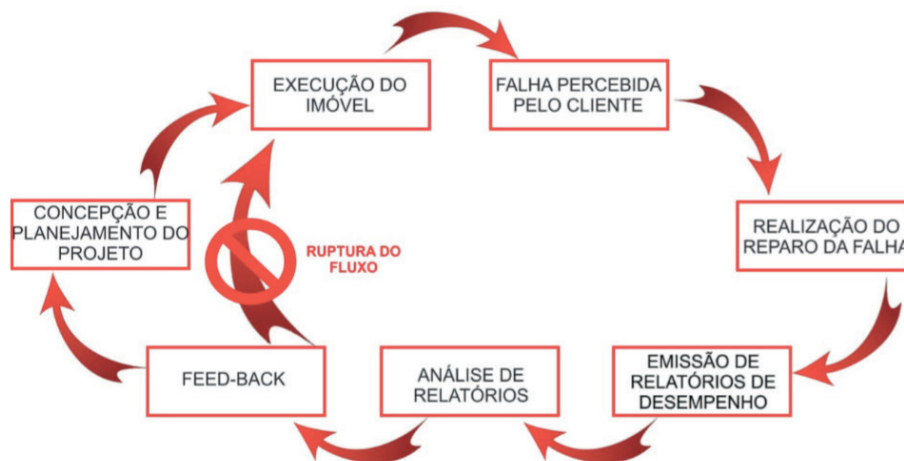 EXECUÇÃO DO
IMÓVEL
FALHA PERCEBIDA
PELO CLIENTE
CONCEPÇÃO E
PLANEJAMENTO DO
PROJETO
RUPTURA DO
FLUXO
REALIZAÇÃO DO
REPARO DA FALHA
FEED-BACK
ANÁLISE DE
RELATÓRIOS
EMISSÃO DE
RELATÓRIOS DE
DESEMPENHO